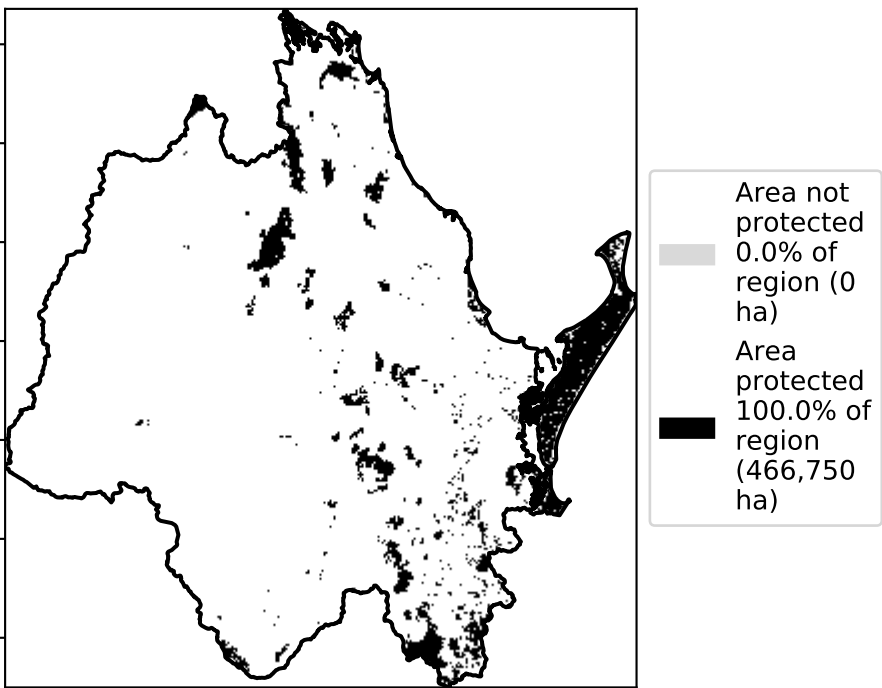 Area not
protected
0.0% of
region (0
ha)
Area
protected
100.0% of
region
(466,750
ha)